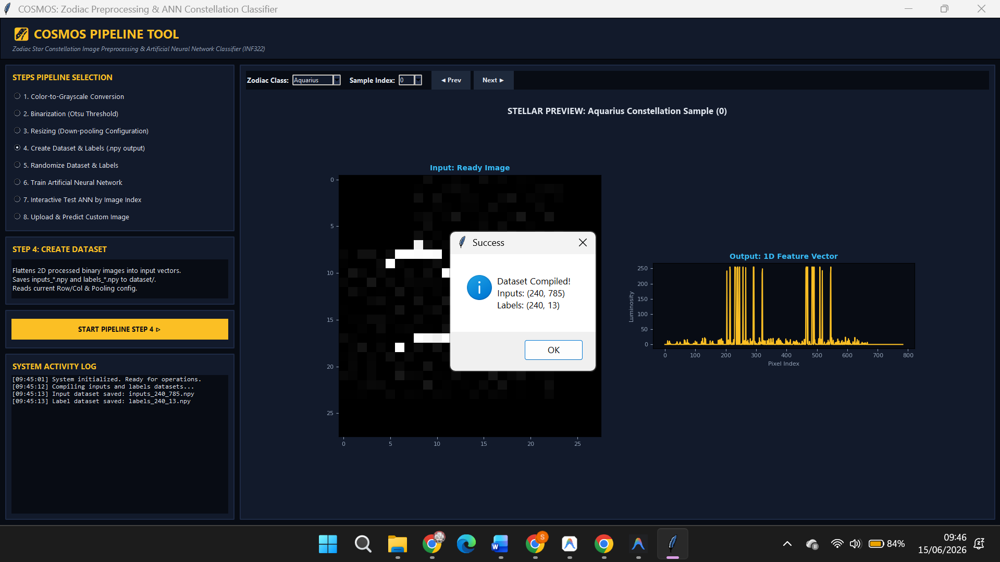 COSMOS: Zodiac Preprocessing & ANN Constellation Classifier
COSMOS PIPELINE TOOL
Zodiac Star Constellation Image Preprocessing & Artificial Neural Network Classifier (INF322)
STEPS PIPELINE SELECTION
1. Color-to-Grayscale Conversion
2. Binarization (Otsu Threshold)
3. Resizing (Down-pooling Configuration)
4. Create Dataset & Labels (.npy output)
5. Randomize Dataset & Labels
6. Train Artificial Neural Network
7. Interactive Test ANN by Image Index
8. Upload & Predict Custom Image
STEP 4: CREATE DATASET
Flattens 2D processed binary images into input vectors.
Saves inputs_*.npy and labels_*.npy to dataset/.
Reads current Row/Col & Pooling config.
START PIPELINE STEP 4 ▷
SYSTEM ACTIVITY LOG
[09:45:01] System initialized. Ready for operations.
[09:45:12] Compiling inputs and labels datasets...
[09:45:13] Input dataset saved: inputs_240_785.npy
[09:45:13] Label dataset saved: labels_240_13.npy
Zodiac Class: Aquarius Sample Index: 0 ◄ Prev Next ►
STELLAR PREVIEW: Aquarius Constellation Sample (0)
Input: Ready Image
0
5
10
15
20
25
0 5 10 15 20 25
Success
Dataset Compiled!
Inputs: (240, 785)
Labels: (240, 13)
OK
Output: 1D Feature Vector
Luminosity
250
200
150
100
50
0
0 100 200 300 400 500 600 700 800
Pixel Index
W
S
84%
09:46
15/06/2026